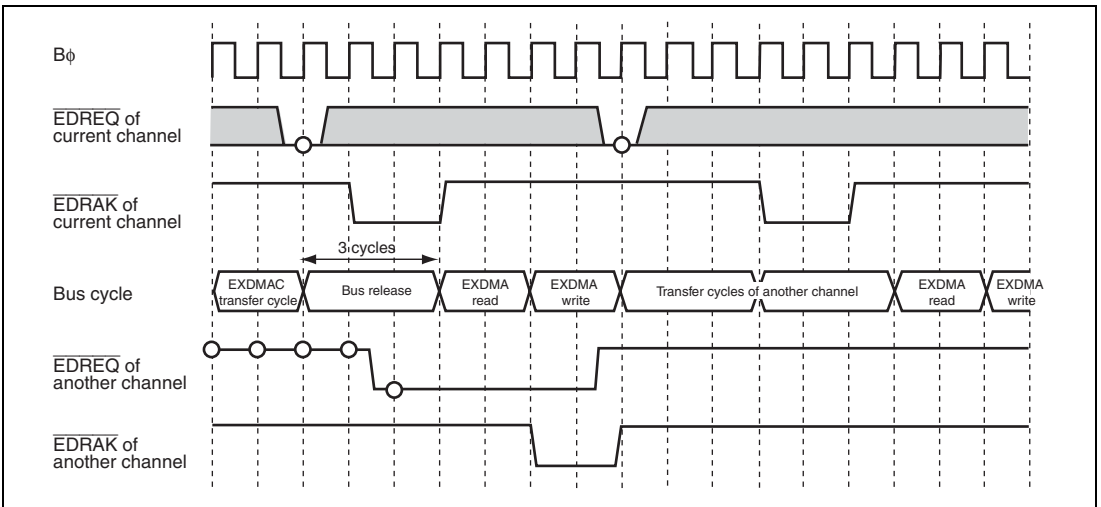 Bφ
EDREQ of
current channel
EDRAK of
current channel
3 cycles
Bus cycle
EXDMAC
transfer cycle
Bus release
EXDMA
read
EXDMA
write
Transfer cycles of another channel
EXDMA
read
EXDMA
write
EDREQ of
another channel
EDRAK of
another channel